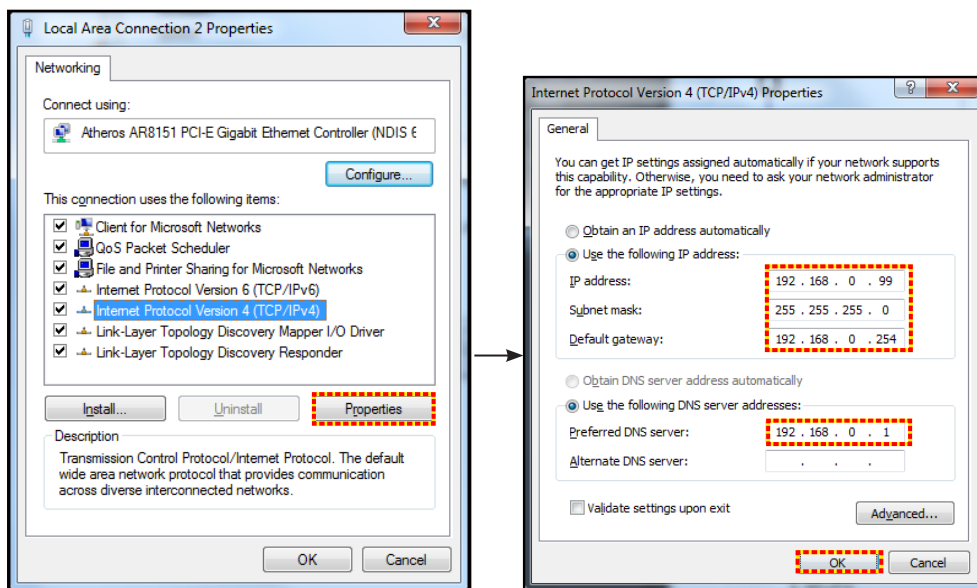 Local Area Connection 2 Properties
Networking
Connect using:
Atheros AR8151 PCI-E Gigabit Ethernet Controller (NDIS 6
Configure...
This connection uses the following items:
Client for Microsoft Networks
QoS Packet Scheduler
File and Printer Sharing for Microsoft Networks
Internet Protocol Version 6 (TCP/IPv6)
Internet Protocol Version 4 (TCP/IPv4)
Link-Layer Topology Discovery Mapper I/O Driver
Link-Layer Topology Discovery Responder
Install...
Uninstall
Properties
Description
Transmission Control Protocol/Internet Protocol. The default
wide area network protocol that provides communication
across diverse interconnected networks.
OK
Cancel
Internet Protocol Version 4 (TCP/IPv4) Properties
General
You can get IP settings assigned automatically if your network supports
this capability. Otherwise, you need to ask your network administrator
for the appropriate IP settings.
Obtain an IP address automatically
Use the following IP address:
IP address: 192 . 168 . 0 . 99
Subnet mask: 255 . 255 . 255 . 0
Default gateway: 192 . 168 . 0 . 254
Obtain DNS server address automatically
Use the following DNS server addresses:
Preferred DNS server: 192 . 168 . 0 . 1
Alternate DNS server: . . .
Validate settings upon exit
Advanced...
OK
Cancel